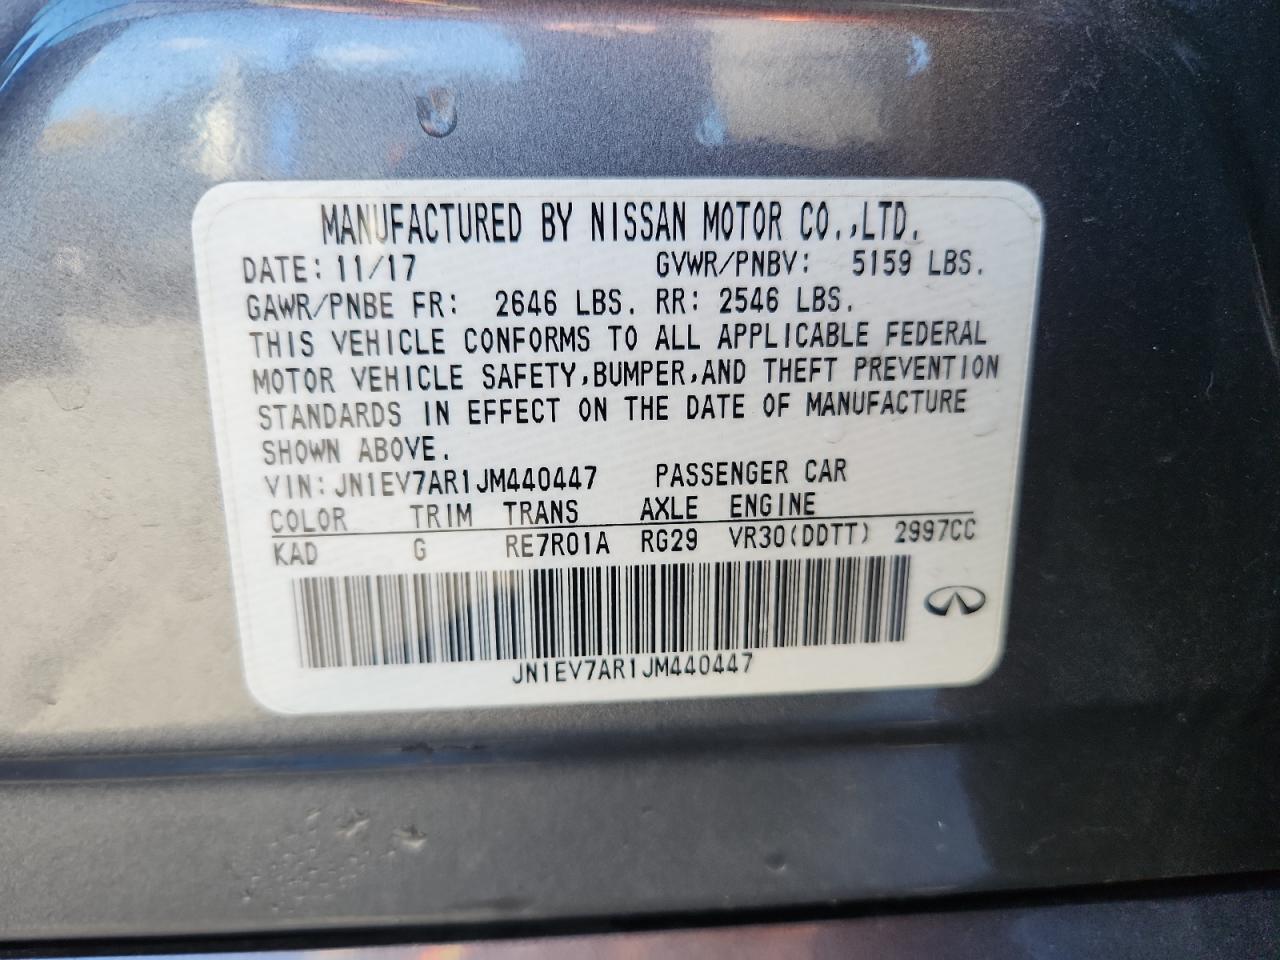 MANUFACTURED BY NISSAN MOTOR CO.,LTD.
DATE: 11/17 GVWR/PNBV: 5159 LBS.
GAWR/PNBE FR: 2646 LBS. RR: 2546 LBS.
THIS VEHICLE CONFORMS TO ALL APPLICABLE FEDERAL
MOTOR VEHICLE SAFETY,BUMPER,AND THEFT PREVENTION
STANDARDS IN EFFECT ON THE DATE OF MANUFACTURE
SHOWN ABOVE.
VIN: JN1EV7AR1JM440447 PASSENGER CAR
COLOR TRIM TRANS AXLE ENGINE
KAD G RE7R01A RG29 VR30(DDTT) 2997CC
JN1EV7AR1JM440447